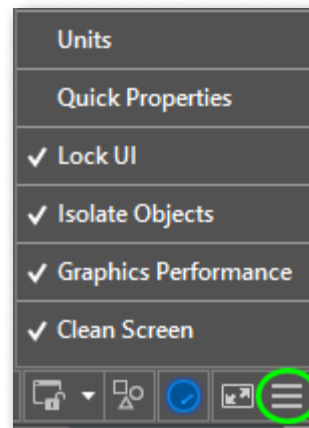 Units
Quick Properties
✓ Lock UI
✓ Isolate Objects
✓ Graphics Performance
✓ Clean Screen